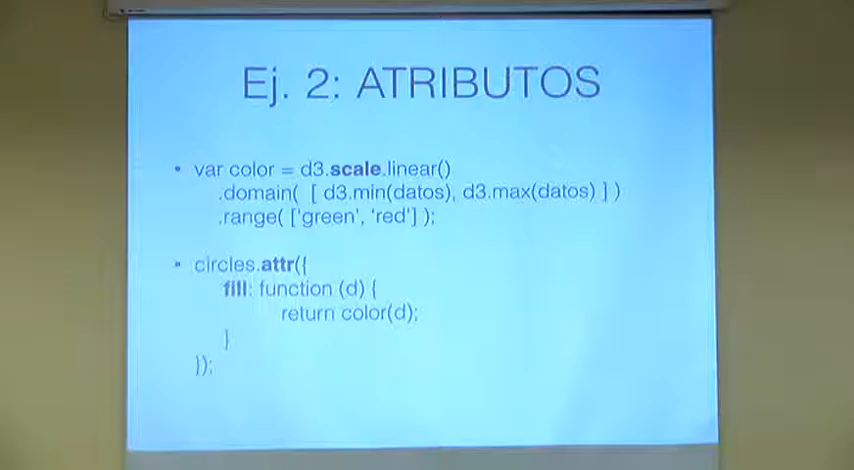 Ej. 2: ATRIBUTOS
• var color = d3.scale.linear()
.domain( [ d3.min(datos), d3.max(datos) ] )
.range( ['green', 'red'] );
• circles.attr({
fill: function (d) {
return color(d);
}
});